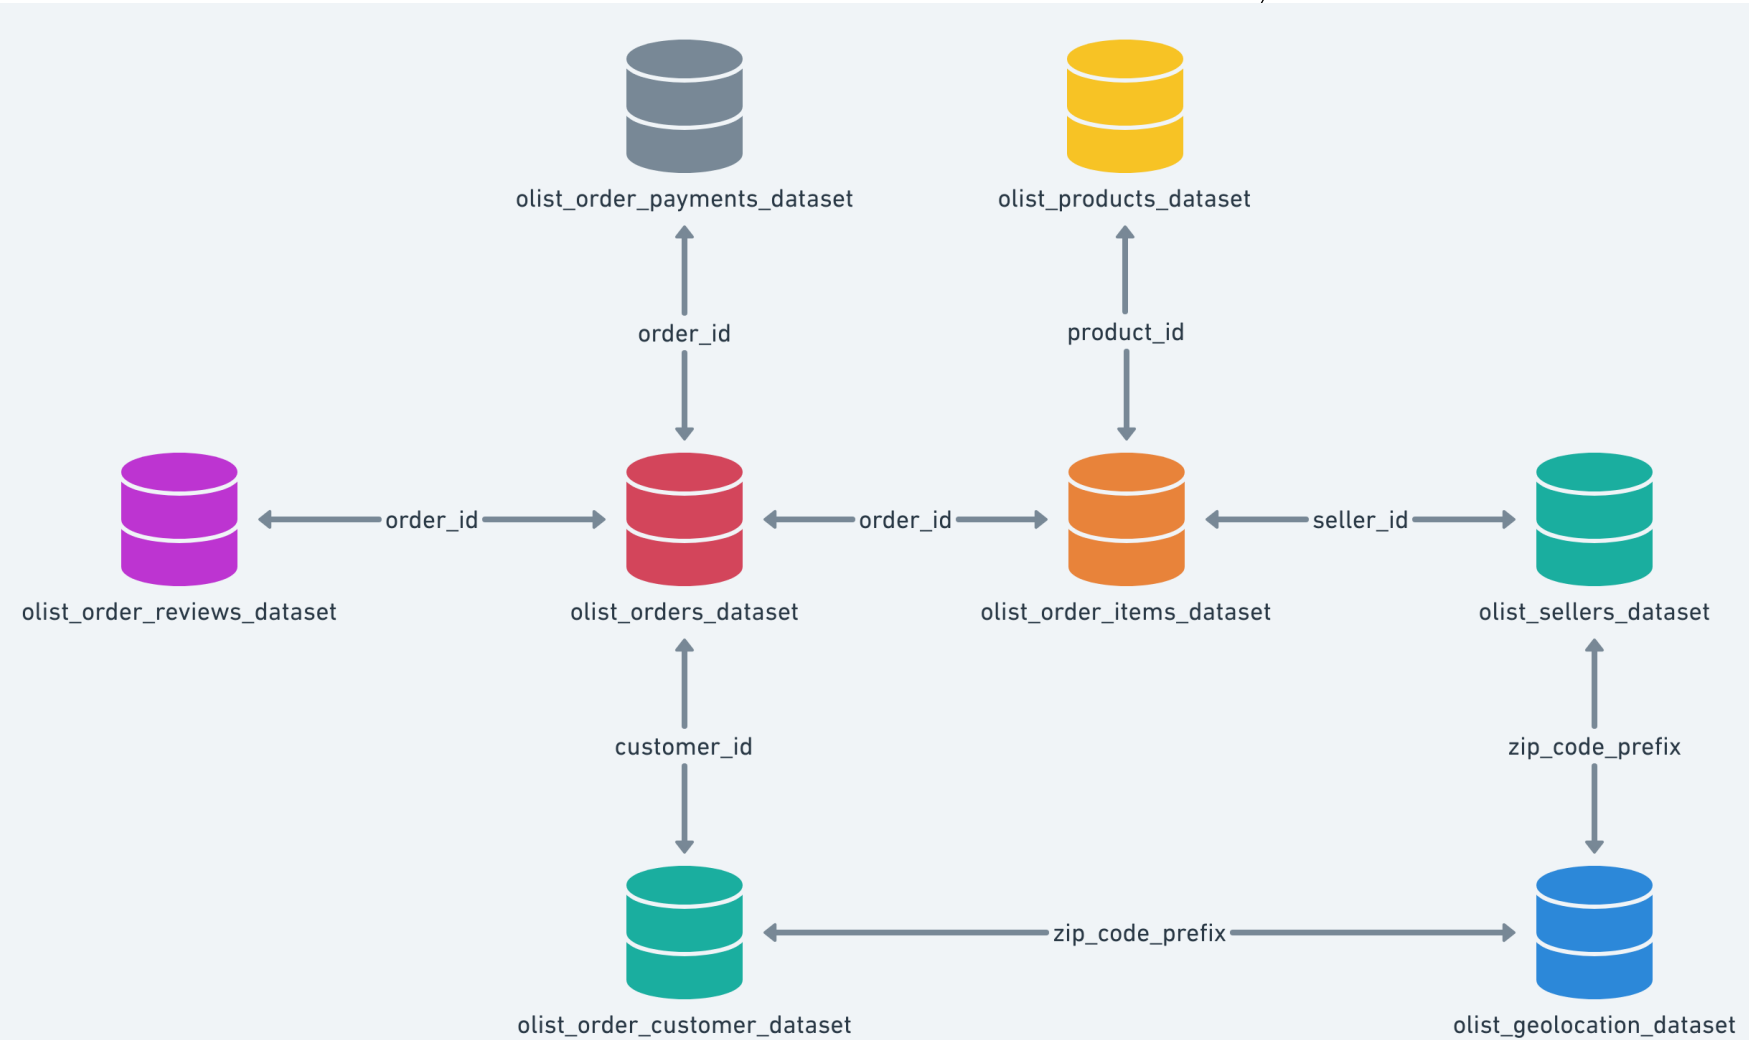 olist_order_payments_dataset
olist_products_dataset
order_id
product_id
order_id
order_id
seller_id
olist_order_reviews_dataset
olist_orders_dataset
olist_order_items_dataset
olist_sellers_dataset
customer_id
zip_code_prefix
zip_code_prefix
olist_order_customer_dataset
olist_geolocation_dataset